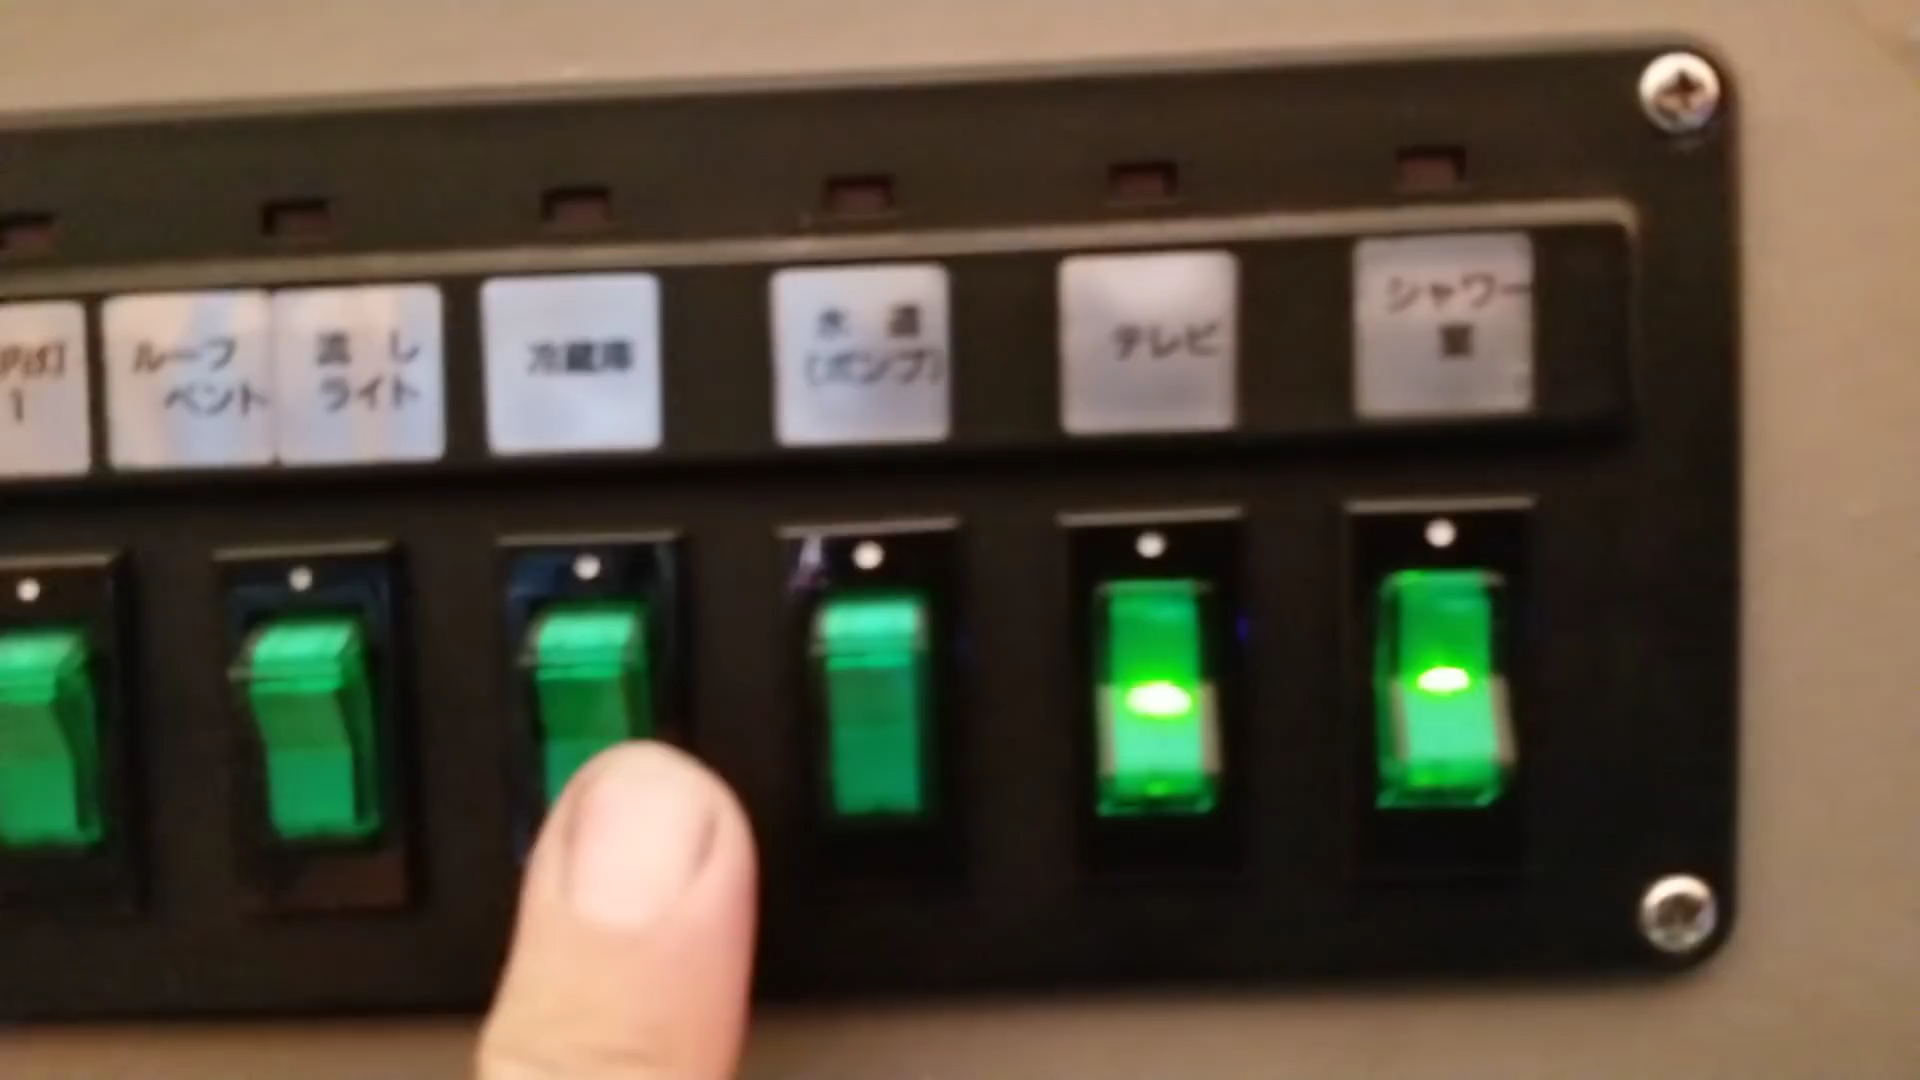 1
ルーフ
ベント
流し
ライト
冷蔵庫
水道
(ポンプ)
テレビ
シャワー
室